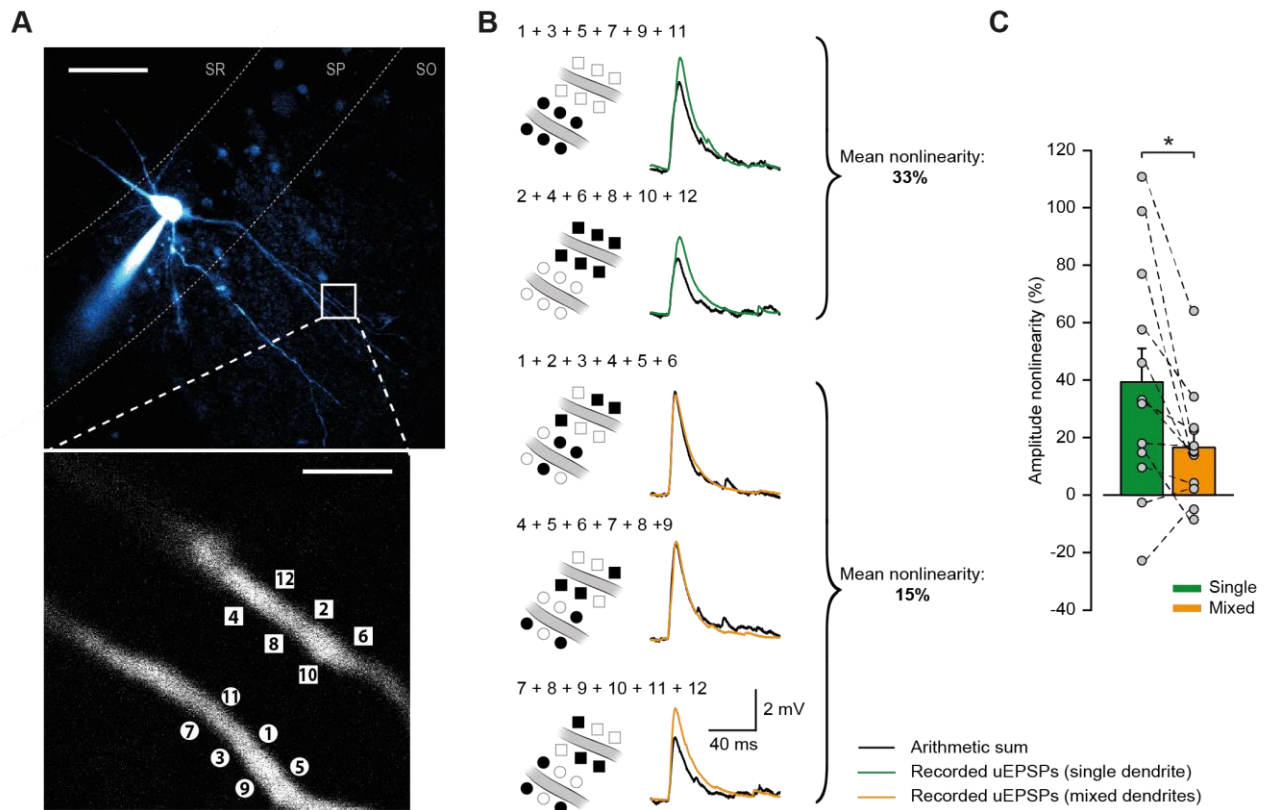 A
SR SP SO
12
4 2
8 6
10
11
7 1
3 5
9
B
1 + 3 + 5 + 7 + 9 + 11
2 + 4 + 6 + 8 + 10 + 12
Mean nonlinearity:
33%
1 + 2 + 3 + 4 + 5 + 6
4 + 5 + 6 + 7 + 8 +9
7 + 8 + 9 + 10 + 11 + 12
Mean nonlinearity:
15%
2 mV
40 ms
Arithmetic sum
Recorded uEPSPs (single dendrite)
Recorded uEPSPs (mixed dendrites)
C
*
Amplitude nonlinearity (%)
120
100
80
60
40
20
0
-20
-40
Single
Mixed